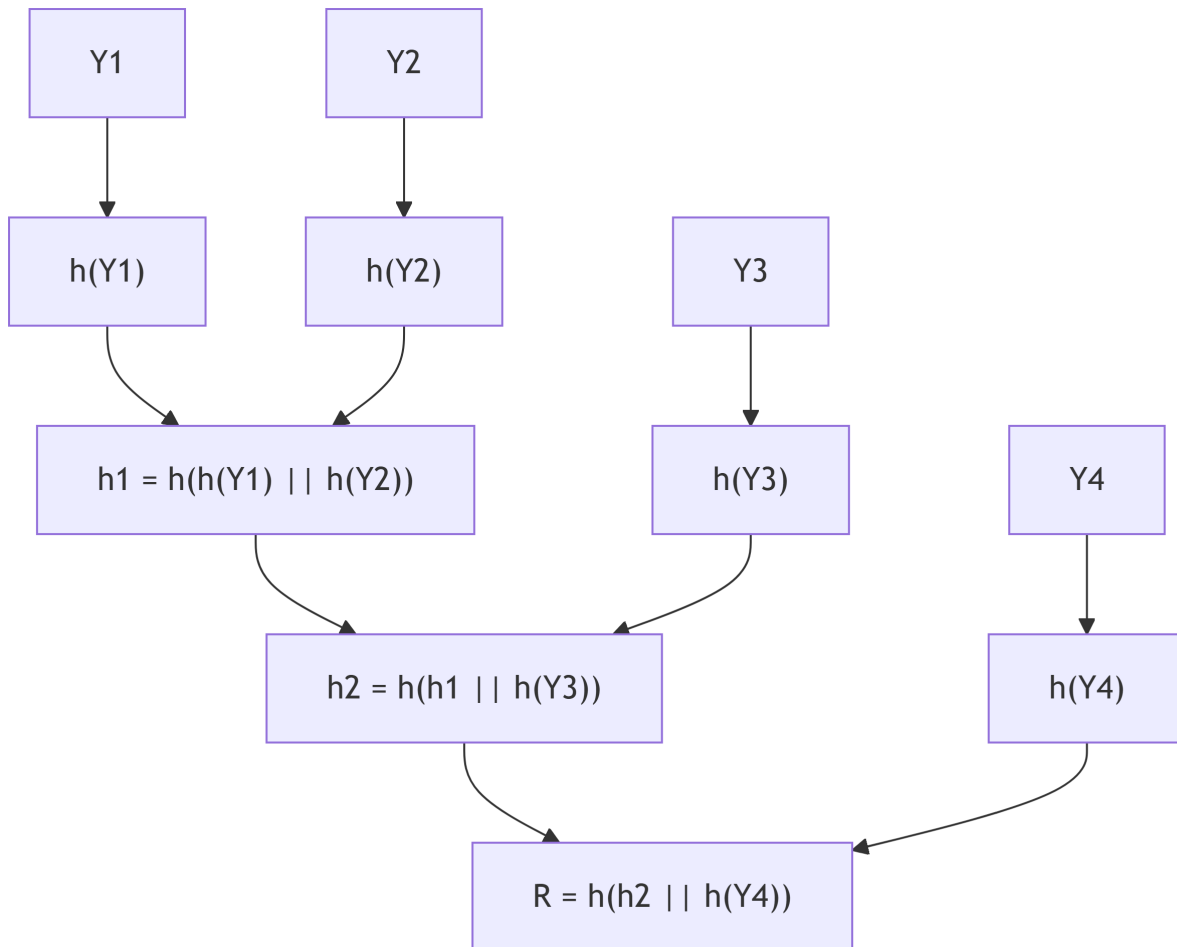 Y1
Y2
h(Y1)
h(Y2)
Y3
h1 = h(h(Y1) || h(Y2))
h(Y3)
Y4
h2 = h(h1 || h(Y3))
h(Y4)
R = h(h2 || h(Y4))